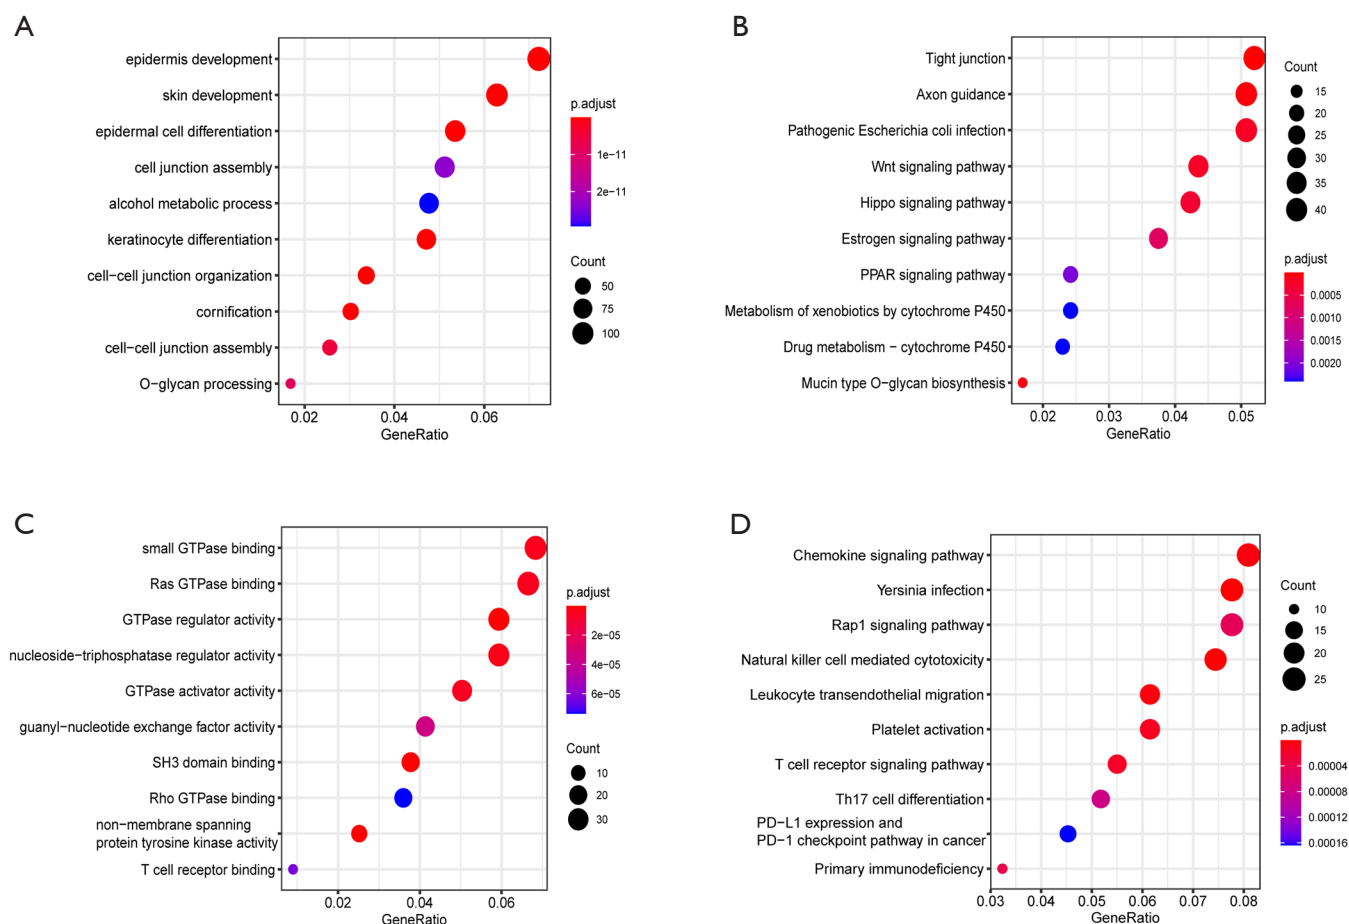 A
epidermis development
skin development
epidermal cell differentiation
cell junction assembly
alcohol metabolic process
keratinocyte differentiation
cell−cell junction organization
cornification
cell−cell junction assembly
O−glycan processing
0.02 0.04 0.06
GeneRatio
p.adjust
1e−11
2e−11
Count
50
75
100
B
Tight junction
Axon guidance
Pathogenic Escherichia coli infection
Wnt signaling pathway
Hippo signaling pathway
Estrogen signaling pathway
PPAR signaling pathway
Metabolism of xenobiotics by cytochrome P450
Drug metabolism − cytochrome P450
Mucin type O−glycan biosynthesis
0.02 0.03 0.04 0.05
GeneRatio
Count
15
20
25
30
35
40
p.adjust
0.0005
0.0010
0.0015
0.0020
C
small GTPase binding
Ras GTPase binding
GTPase regulator activity
nucleoside−triphosphatase regulator activity
GTPase activator activity
guanyl−nucleotide exchange factor activity
SH3 domain binding
Rho GTPase binding
non−membrane spanning
protein tyrosine kinase activity
T cell receptor binding
0.02 0.04 0.06
GeneRatio
p.adjust
2e−05
4e−05
6e−05
Count
10
20
30
D
Chemokine signaling pathway
Yersinia infection
Rap1 signaling pathway
Natural killer cell mediated cytotoxicity
Leukocyte transendothelial migration
Platelet activation
T cell receptor signaling pathway
Th17 cell differentiation
PD−L1 expression and
PD−1 checkpoint pathway in cancer
Primary immunodeficiency
0.03 0.04 0.05 0.06 0.07 0.08
GeneRatio
Count
10
15
20
25
p.adjust
0.00004
0.00008
0.00012
0.00016